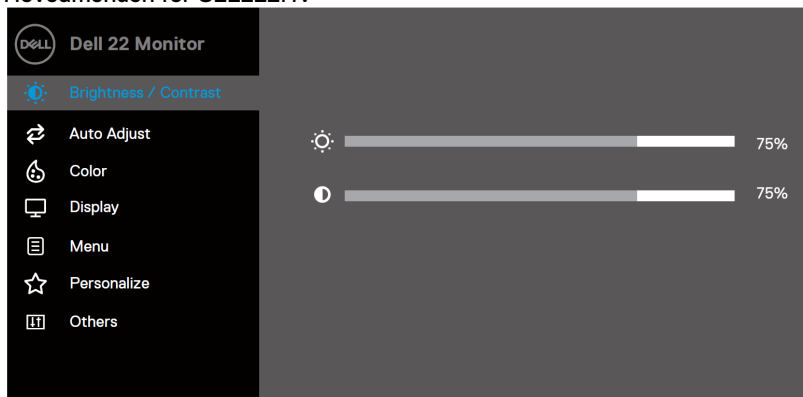 DELL Dell 22 Monitor
Brightness / Contrast
Auto Adjust
75%
Color
Display
75%
Menu
Personalize
Others